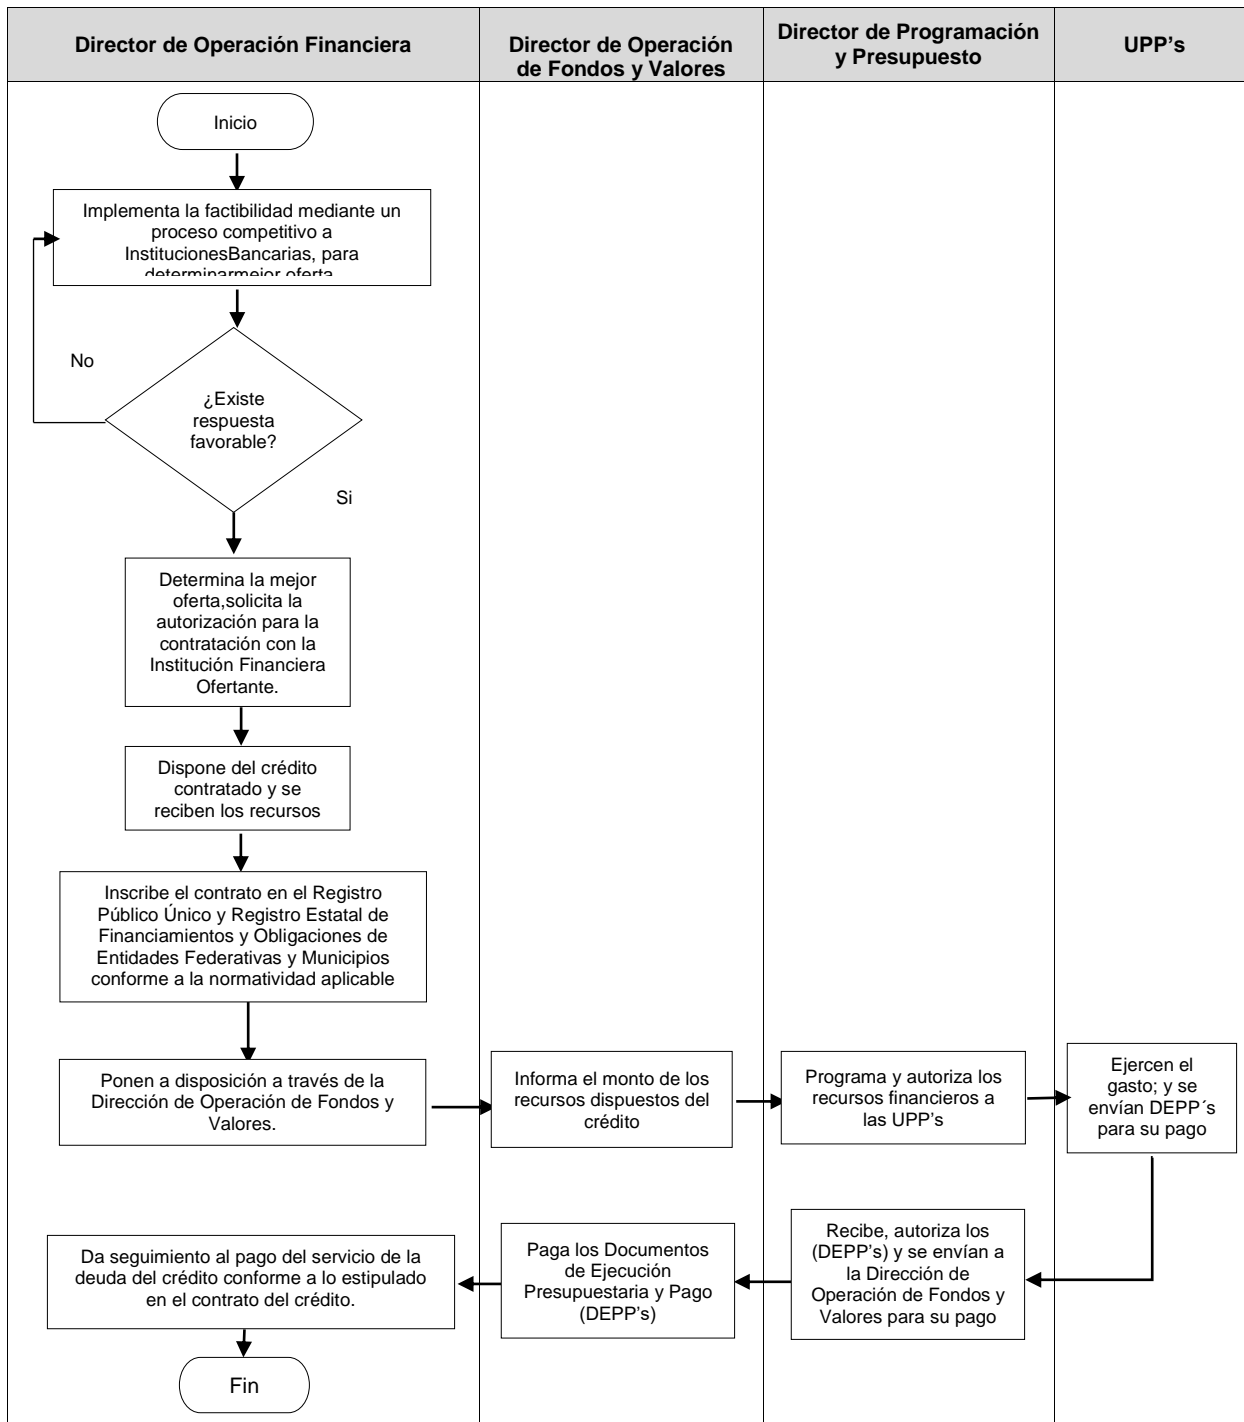 Director de Operación Financiera
Director de Operación
de Fondos y Valores
Director de Programación
y Presupuesto
UPP's
Inicio
Implementa la factibilidad mediante un
proceso competitivo a
InstitucionesBancarias, para
determinarmejor oferta
No
¿Existe
respuesta
favorable?
Si
Determina la mejor
oferta,solicita la
autorización para la
contratación con la
Institución Financiera
Ofertante.
Dispone del crédito
contratado y se
reciben los recursos
Inscribe el contrato en el Registro
Público Único y Registro Estatal de
Financiamientos y Obligaciones de
Entidades Federativas y Municipios
conforme a la normatividad aplicable
Ponen a disposición a través de la
Dirección de Operación de Fondos y
Valores.
Informa el monto de los
recursos dispuestos del
crédito
Programa y autoriza los
recursos financieros a
las UPP's
Ejercen el
gasto; y se
envían DEPP´s
para su pago
Recibe, autoriza los
(DEPP's) y se envían a
la Dirección de
Operación de Fondos y
Valores para su pago
Paga los Documentos
de Ejecución
Presupuestaria y Pago
(DEPP's)
Da seguimiento al pago del servicio de la
deuda del crédito conforme a lo estipulado
en el contrato del crédito.
Fin